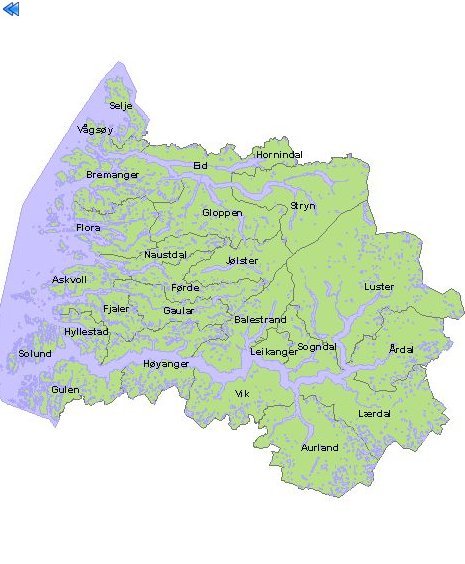 Selje
Vågsøy
Hornindal
Eid
Bremanger
Stryn
Gloppen
Flora
Naustdal
Jølster
Askvoll
Førde
Luster
Fjaler
Gaular
Balestrand
Hyllestad
Sogndal
Årdal
Leikanger
Solund
Høyanger
Gulen
Vik
Lærdal
Aurland